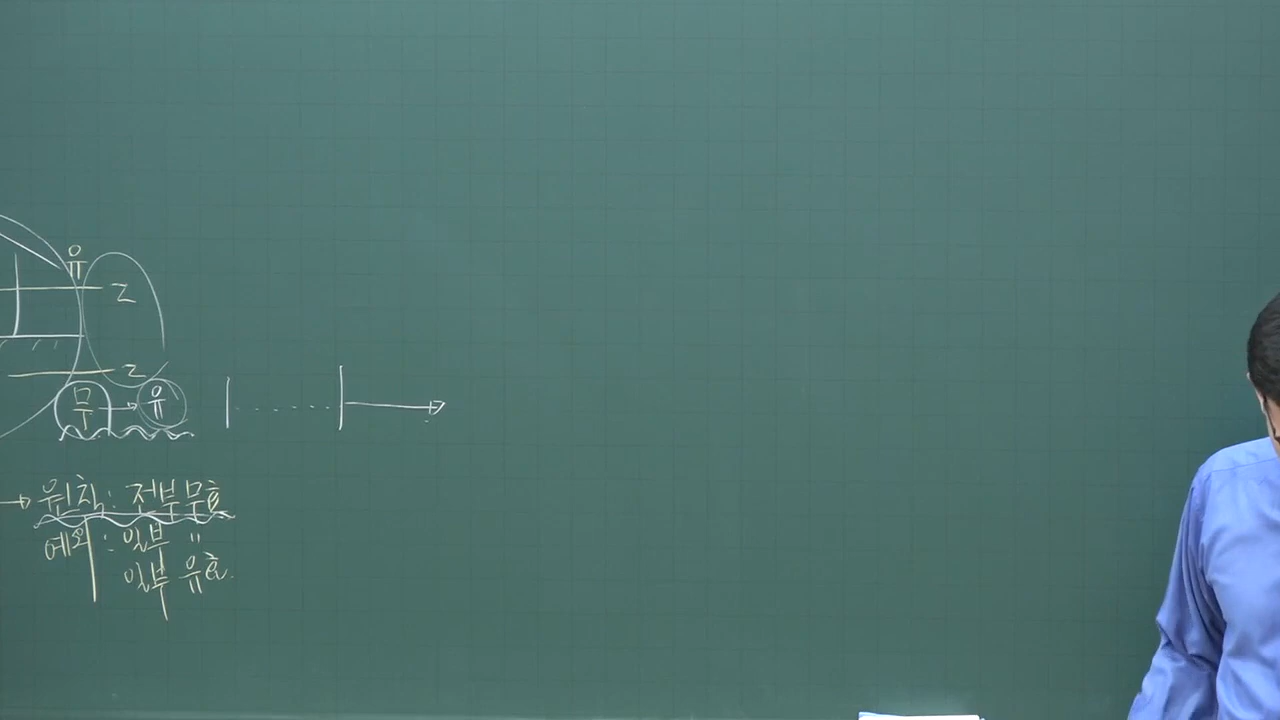 유
Z
Z
무 → 유
→ 원칙: 전부무효
예외: 일부 "
일부 유효.